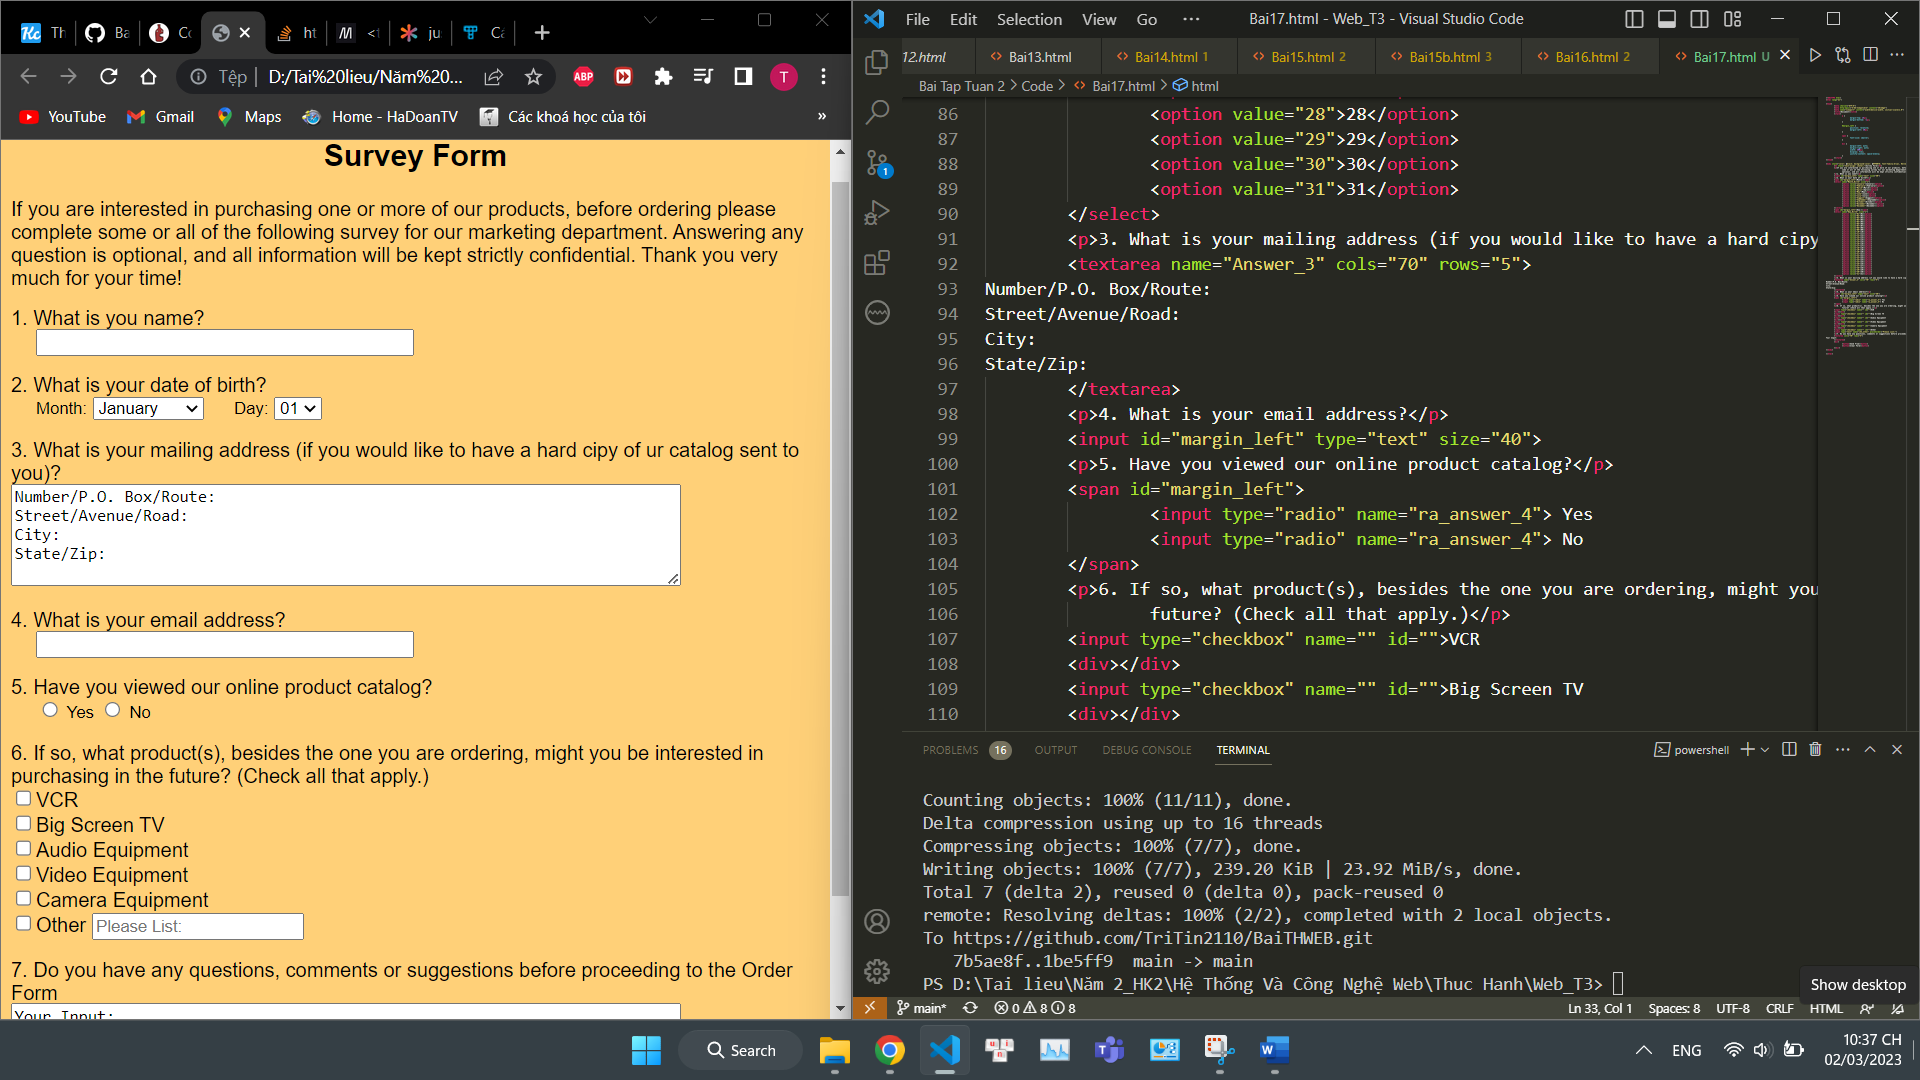 Th
Ba
Co
ht
<t
ju
Cá
Tệp
D:/Tai%20lieu/Năm%20...
ABP
T
YouTube
Gmail
Maps
Home - HaDoanTV
Các khoá học của tôi
»
Survey Form
If you are interested in purchasing one or more of our products, before ordering please
complete some or all of the following survey for our marketing department. Answering any
question is optional, and all information will be kept strictly confidential. Thank you very
much for your time!
1. What is you name?
2. What is your date of birth?
Month: January Day: 01
3. What is your mailing address (if you would like to have a hard cipy of ur catalog sent to
you)?
Number/P.O. Box/Route:
Street/Avenue/Road:
City:
State/Zip:
4. What is your email address?
5. Have you viewed our online product catalog?
Yes No
6. If so, what product(s), besides the one you are ordering, might you be interested in
purchasing in the future? (Check all that apply.)
VCR
Big Screen TV
Audio Equipment
Video Equipment
Camera Equipment
Other Please List:
7. Do you have any questions, comments or suggestions before proceeding to the Order
Form
Your Input:
File Edit Selection View Go ··· Bai17.html - Web_T3 - Visual Studio Code
12.html Bai13.html Bai14.html 1 Bai15.html 2 Bai15b.html 3 Bai16.html 2 Bai17.html U
Bai Tap Tuan 2 > Code > Bai17.html > html
86 <option value="28">28</option>
87 <option value="29">29</option>
88 <option value="30">30</option>
89 <option value="31">31</option>
90 </select>
91 <p>3. What is your mailing address (if you would like to have a hard cipy
92 <textarea name="Answer_3" cols="70" rows="5">
93 Number/P.O. Box/Route:
94 Street/Avenue/Road:
95 City:
96 State/Zip:
97 </textarea>
98 <p>4. What is your email address?</p>
99 <input id="margin_left" type="text" size="40">
100 <p>5. Have you viewed our online product catalog?</p>
101 <span id="margin_left">
102 <input type="radio" name="ra_answer_4"> Yes
103 <input type="radio" name="ra_answer_4"> No
104 </span>
105 <p>6. If so, what product(s), besides the one you are ordering, might you
106 future? (Check all that apply.)</p>
107 <input type="checkbox" name="" id="">VCR
108 <div></div>
109 <input type="checkbox" name="" id="">Big Screen TV
110 <div></div>
PROBLEMS 16 OUTPUT DEBUG CONSOLE TERMINAL powershell
Counting objects: 100% (11/11), done.
Delta compression using up to 16 threads
Compressing objects: 100% (7/7), done.
Writing objects: 100% (7/7), 239.20 KiB | 23.92 MiB/s, done.
Total 7 (delta 2), reused 0 (delta 0), pack-reused 0
remote: Resolving deltas: 100% (2/2), completed with 2 local objects.
To https://github.com/TriTin2110/BaiTHWEB.git
7b5ae8f..1be5ff9 main -> main
PS D:\Tai lieu\Năm 2_HK2\Hệ Thống Và Công Nghệ Web\Thuc Hanh\Web_T3>
Show desktop
main* 0 8 8 Ln 33, Col 1 Spaces: 8 UTF-8 CRLF HTML
Search
ENG
10:37 CH
02/03/2023